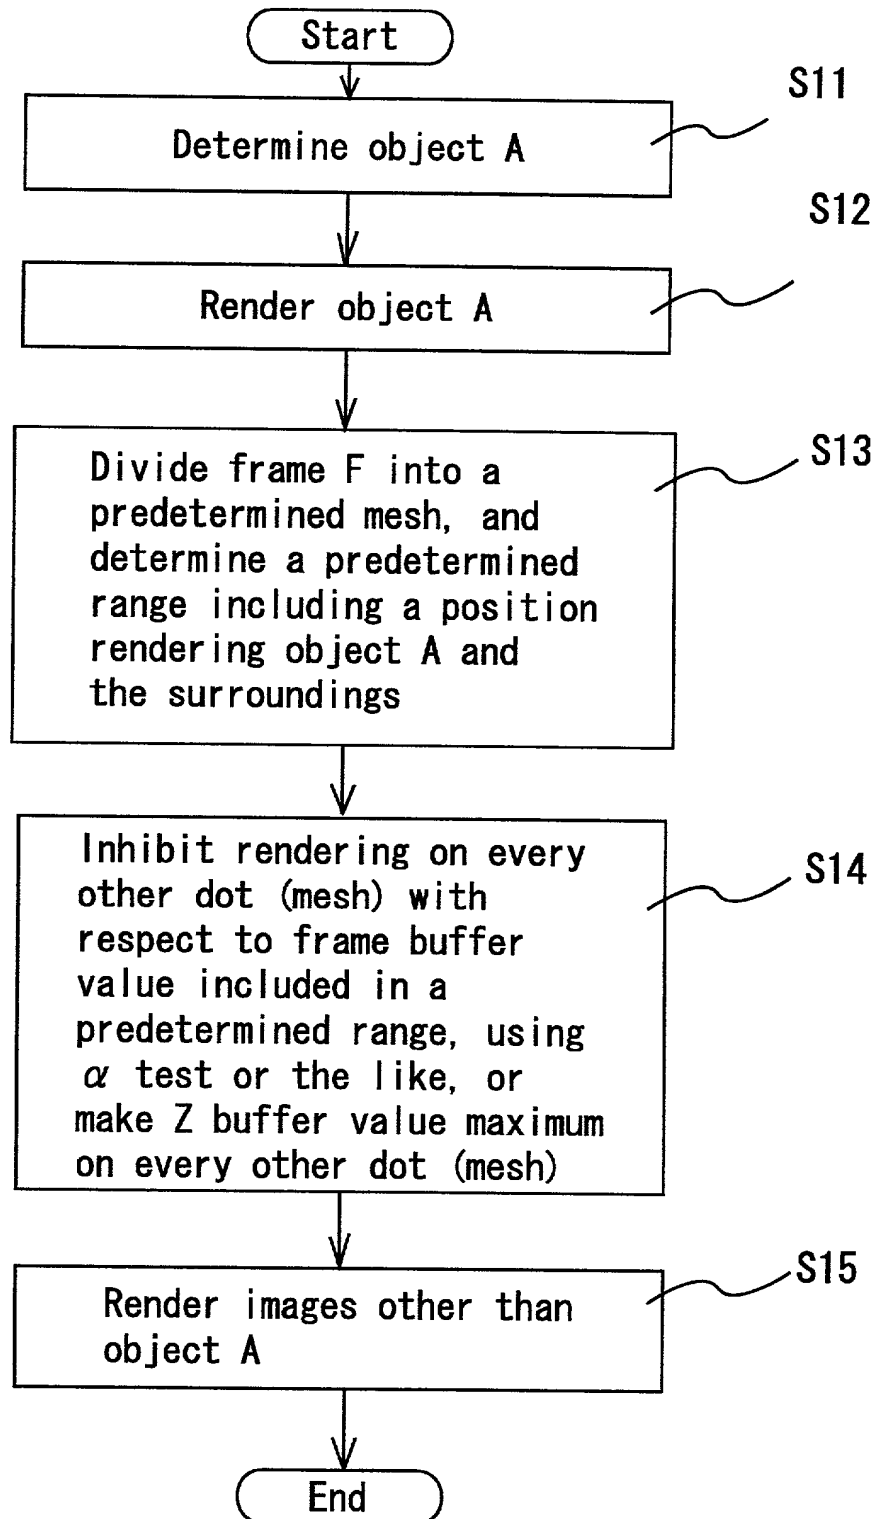 Start
S11
Determine object A
S12
Render object A
S13
Divide frame F into a
predetermined mesh, and
determine a predetermined
range including a position
rendering object A and
the surroundings
S14
Inhibit rendering on every
other dot (mesh) with
respect to frame buffer
value included in a
predetermined range, using
α test or the like, or
make Z buffer value maximum
on every other dot (mesh)
S15
Render images other than
object A
End